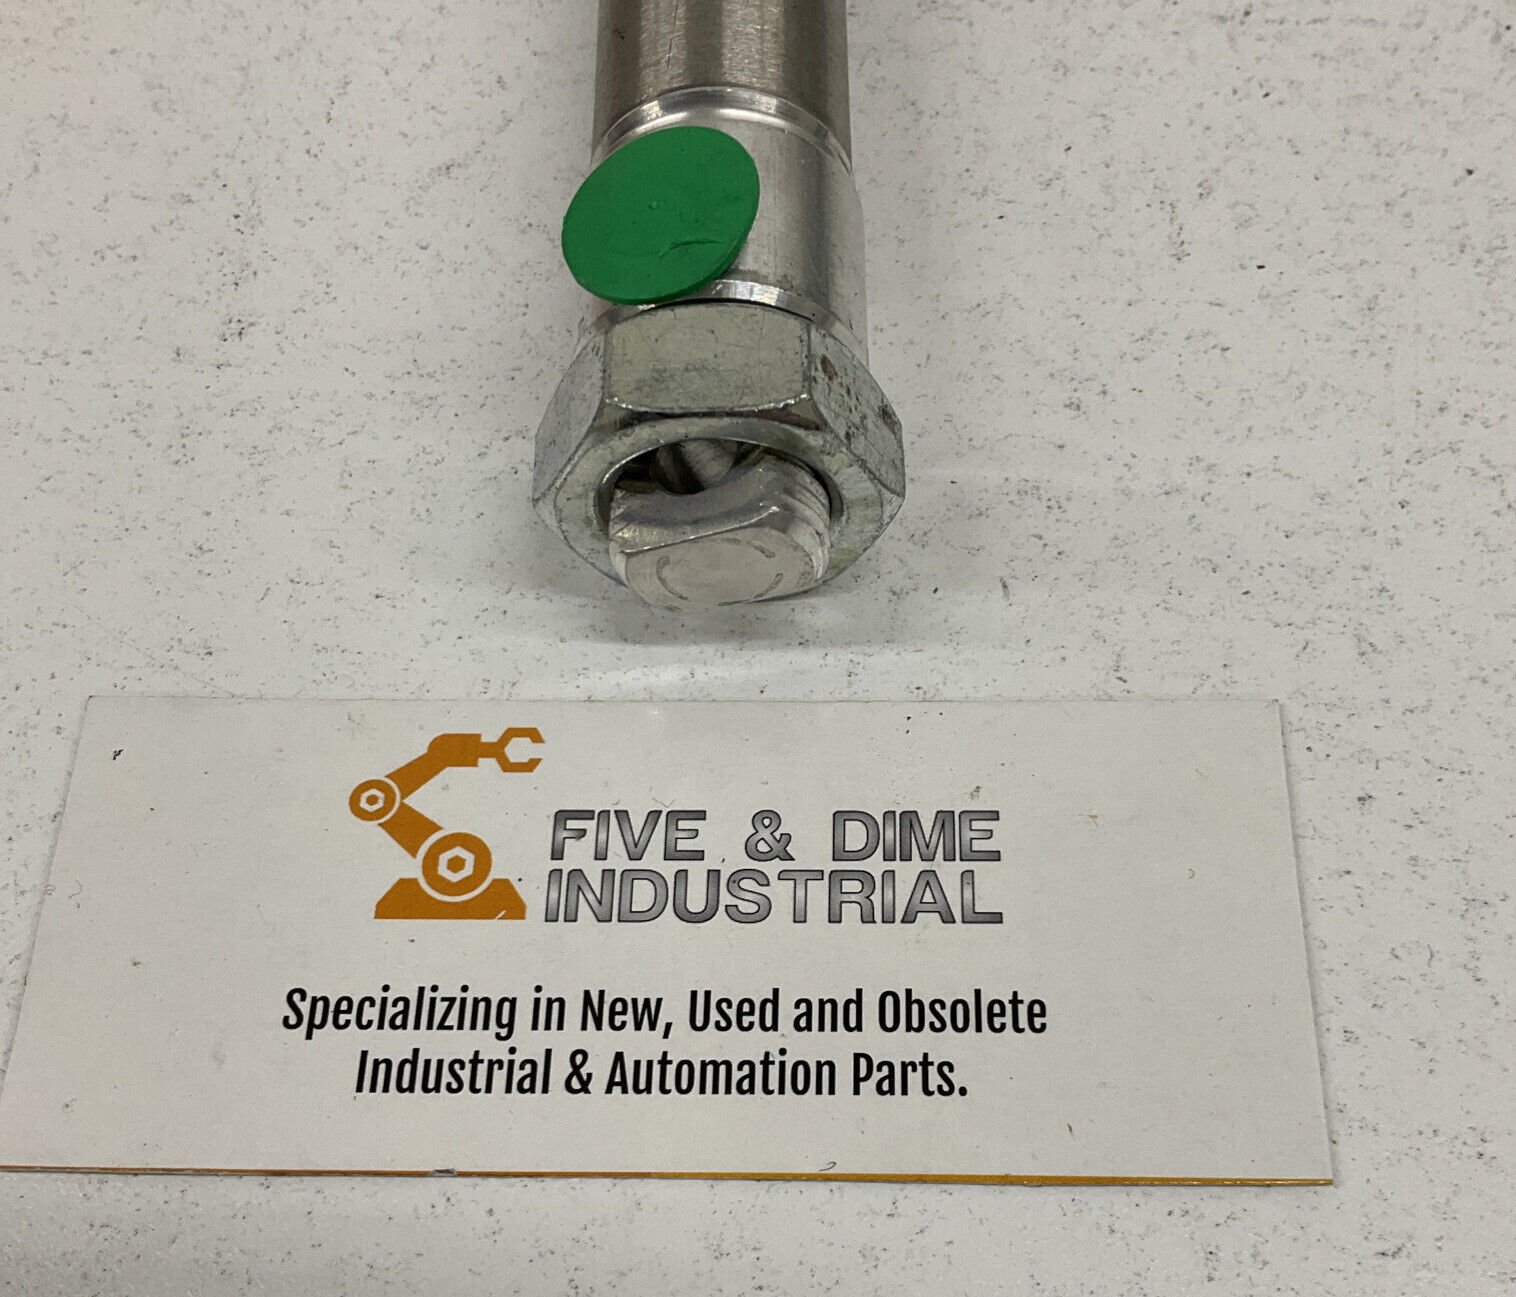 FIVE & DIME
INDUSTRIAL
Specializing in New, Used and Obsolete
Industrial & Automation Parts.